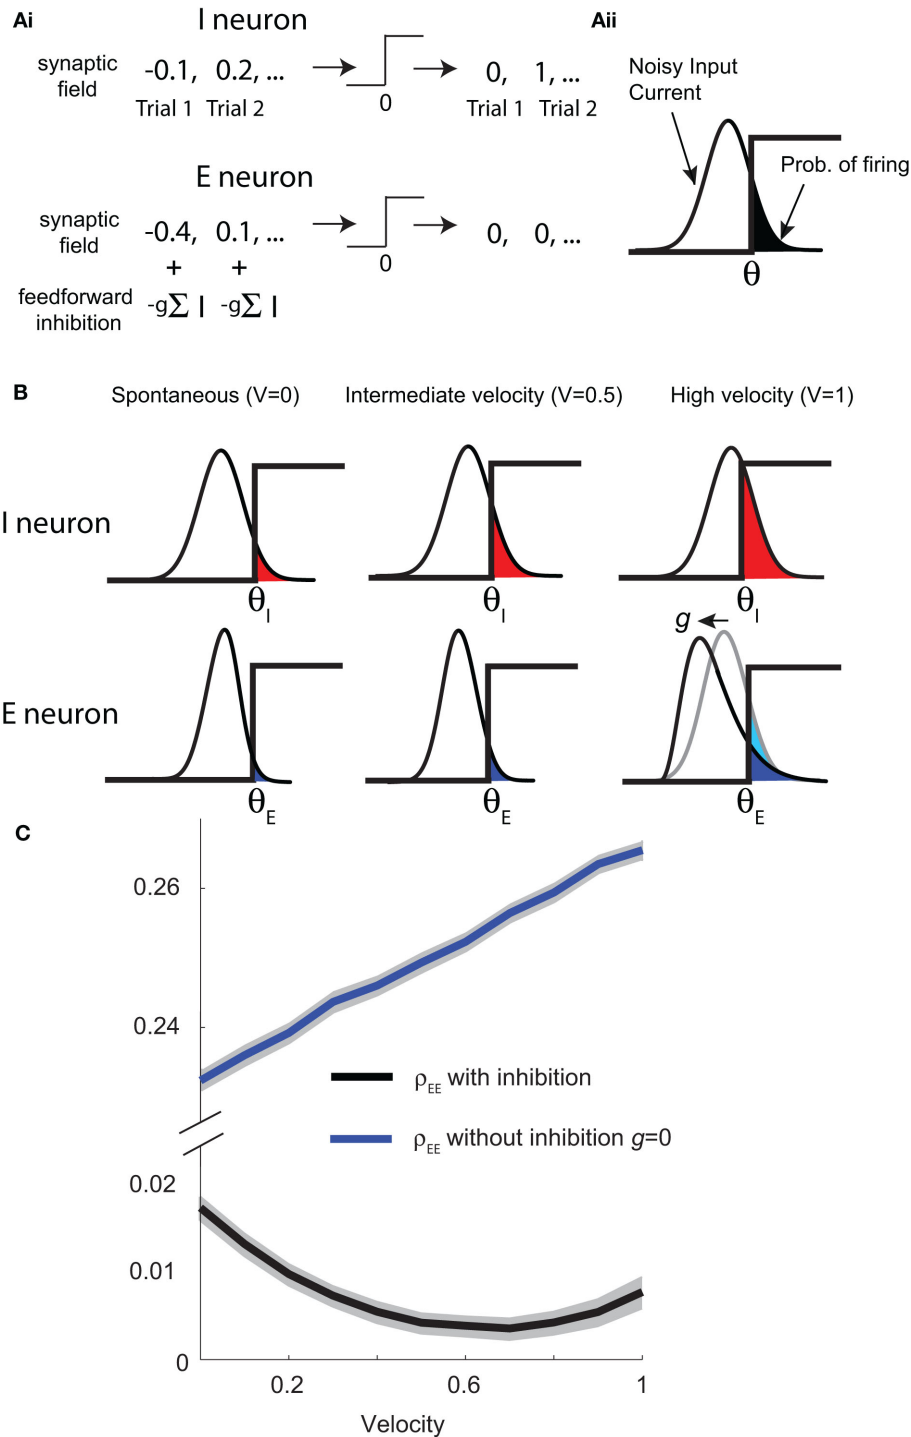 Ai
I neuron
Aii
synaptic field
-0.1, 0.2, ...
0, 1, ...
Trial 1 Trial 2
0
Trial 1 Trial 2
Noisy Input Current
Prob. of firing
θ
E neuron
synaptic field
-0.4, 0.1, ...
0
0, 0, ...
+ +
feedforward inhibition
-g∑ I -g∑ I
B
Spontaneous (V=0)
Intermediate velocity (V=0.5)
High velocity (V=1)
I neuron
θI
θI
θI
g
E neuron
θE
θE
θE
C
0.26
0.24
ρEE with inhibition
ρEE without inhibition g=0
0.02
0.01
0
0.2 0.6 1
Velocity